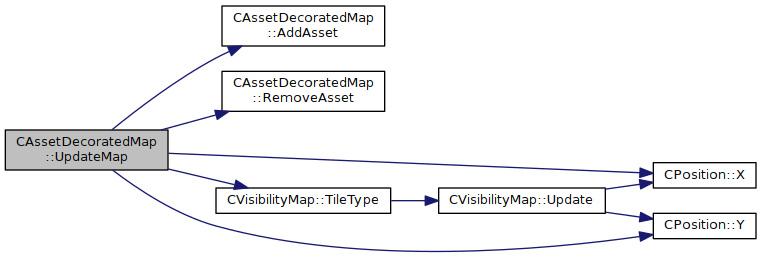 CAssetDecoratedMap
::UpdateMap
CAssetDecoratedMap
::AddAsset
CAssetDecoratedMap
::RemoveAsset
CVisibilityMap::TileType
CVisibilityMap::Update
CPosition::X
CPosition::Y